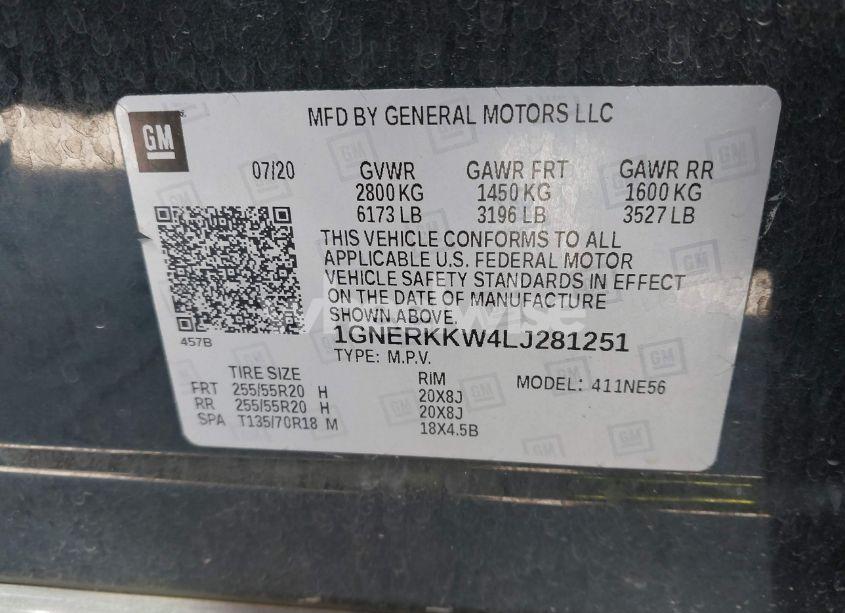 MFD BY GENERAL MOTORS LLC
GM
07/20 GVWR GAWR FRT GAWR RR
2800 KG 1450 KG 1600 KG
6173 LB 3196 LB 3527 LB
THIS VEHICLE CONFORMS TO ALL
APPLICABLE U.S. FEDERAL MOTOR
VEHICLE SAFETY STANDARDS IN EFFECT
ON THE DATE OF MANUFACTURE
SHOWN ABOVE.
457B
1GNERKKW4LJ281251
TYPE: M.P.V.
TIRE SIZE RIM MODEL: 411NE56
FRT 255/55R20 H 20X8J
RR 255/55R20 H 20X8J
SPA T135/70R18 M 18X4.5B